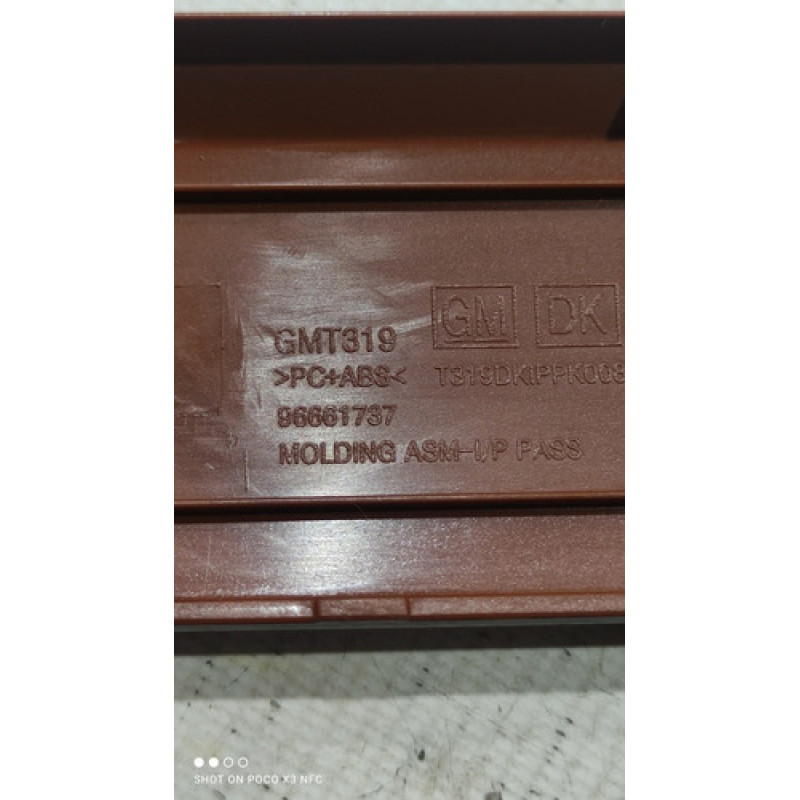 GM DK
GMT319
>PC+ABS< T319DKIPPK008
96661737
MOLDING ASM-I/P PASS
SHOT ON POCO X3 NFC